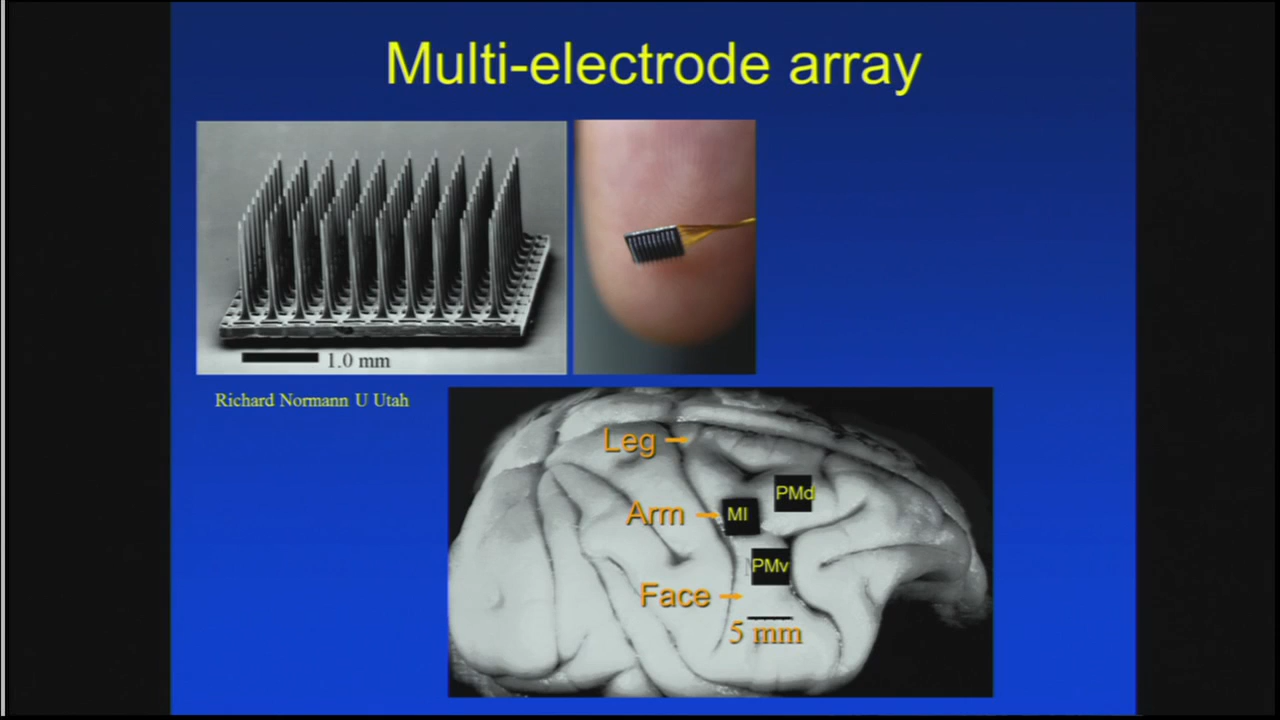 Multi-electrode array
1.0 mm
Richard Normann U Utah
Leg
PMd
Arm
MI
PMv
Face
5 mm